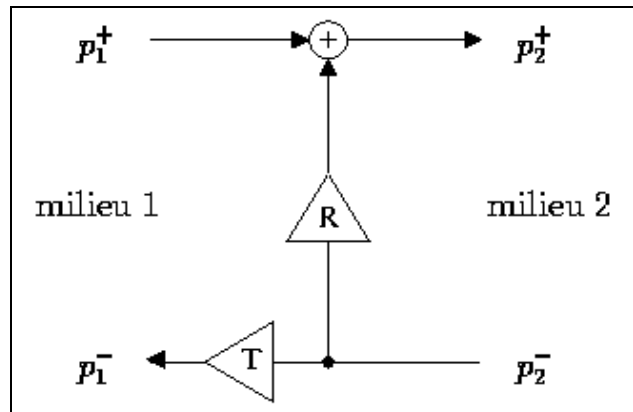 p₁⁺ + p₂⁺
milieu 1 R milieu 2
p₁⁻ T p₂⁻